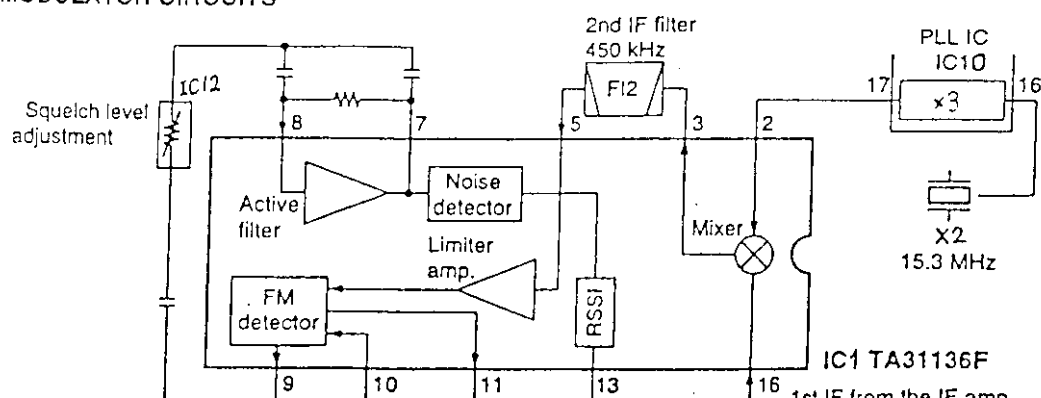 MODULATOR CIRCUITS
2nd IF filter
450 kHz
PLL IC
IC10
IC12
FI2
17
×3
16
Squelch level
adjustment
8
7
5
3
2
Active
filter
Noise
detector
Mixer
X2
15.3 MHz
Limiter
amp.
FM
detector
RSSI
IC1 TA31136F
9
10
11
13
16
1st IF from the IF amp